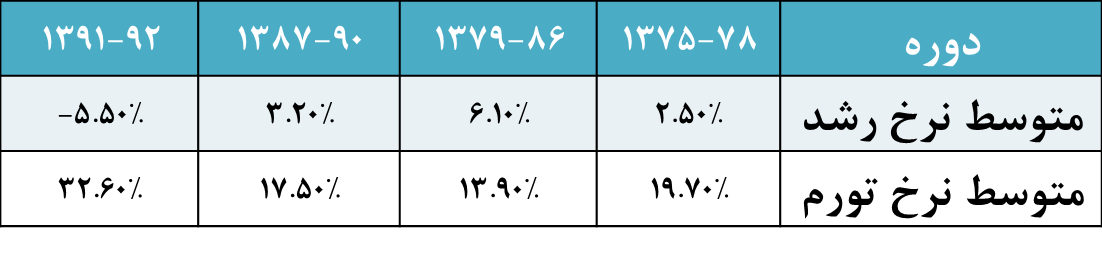 دوره ۱۳۷۵-۷۸ ۱۳۷۹-۸۶ ۱۳۸۷-۹۰ ۱۳۹۱-۹۲
متوسط نرخ رشد ۲.۵۰٪ ۶.۱۰٪ ۳.۲۰٪ -۵.۵۰٪
متوسط نرخ تورم ۱۹.۷۰٪ ۱۳.۹۰٪ ۱۷.۵۰٪ ۳۲.۶۰٪